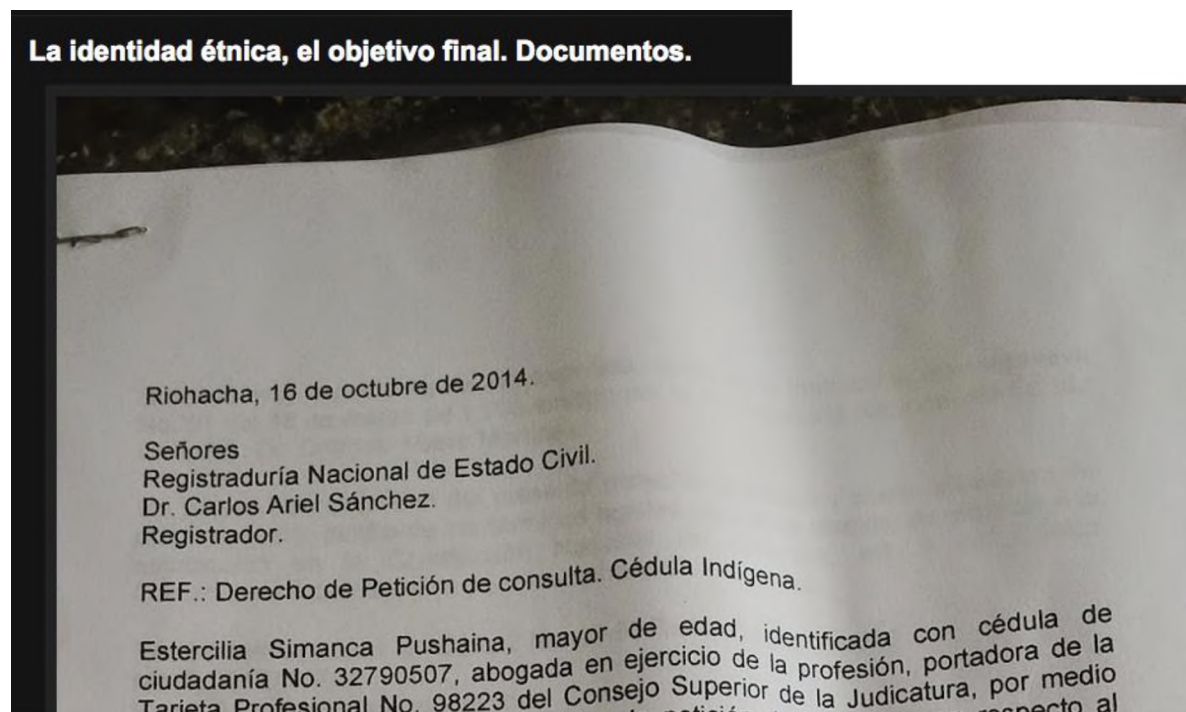 La identidad étnica, el objetivo final. Documentos.
Riohacha, 16 de octubre de 2014.
Señores
Registraduría Nacional de Estado Civil.
Dr. Carlos Ariel Sánchez.
Registrador.
REF.: Derecho de Petición de consulta. Cédula Indígena.
Estercilia Simanca Pushaina, mayor de edad, identificada con cédula de
ciudadanía No. 32790507, abogada en ejercicio de la profesión, portadora de la
Tarjeta Profesional No. 98223 del Consejo Superior de la Judicatura, por medio
petición respecto al